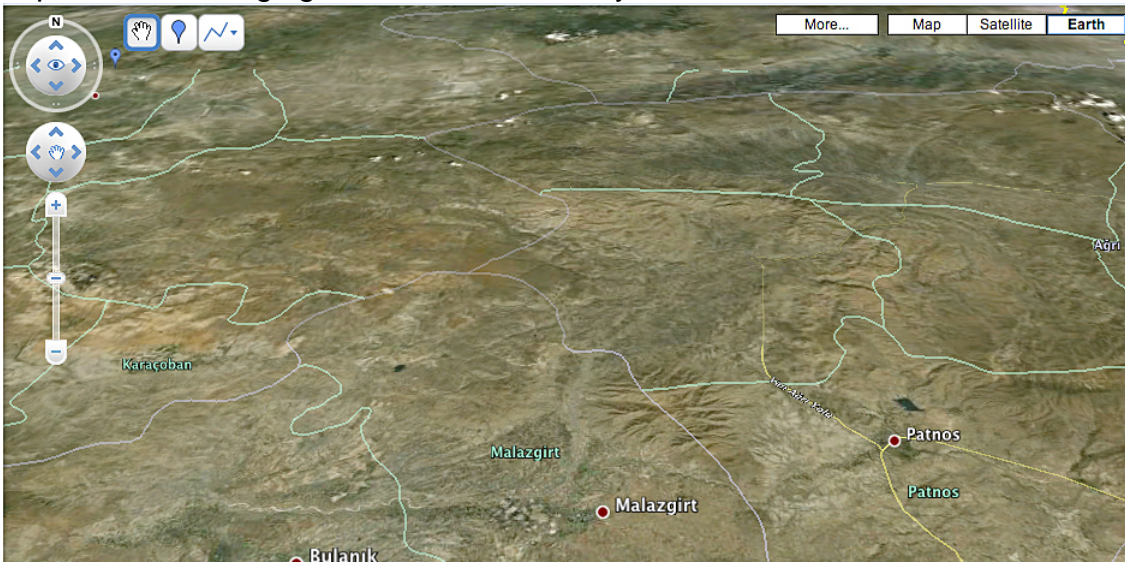 N
More...
Map
Satellite
Earth
Ağrı
Karaçoban
Patnos
Malazgirt
Patnos
Malazgirt
Bulanık